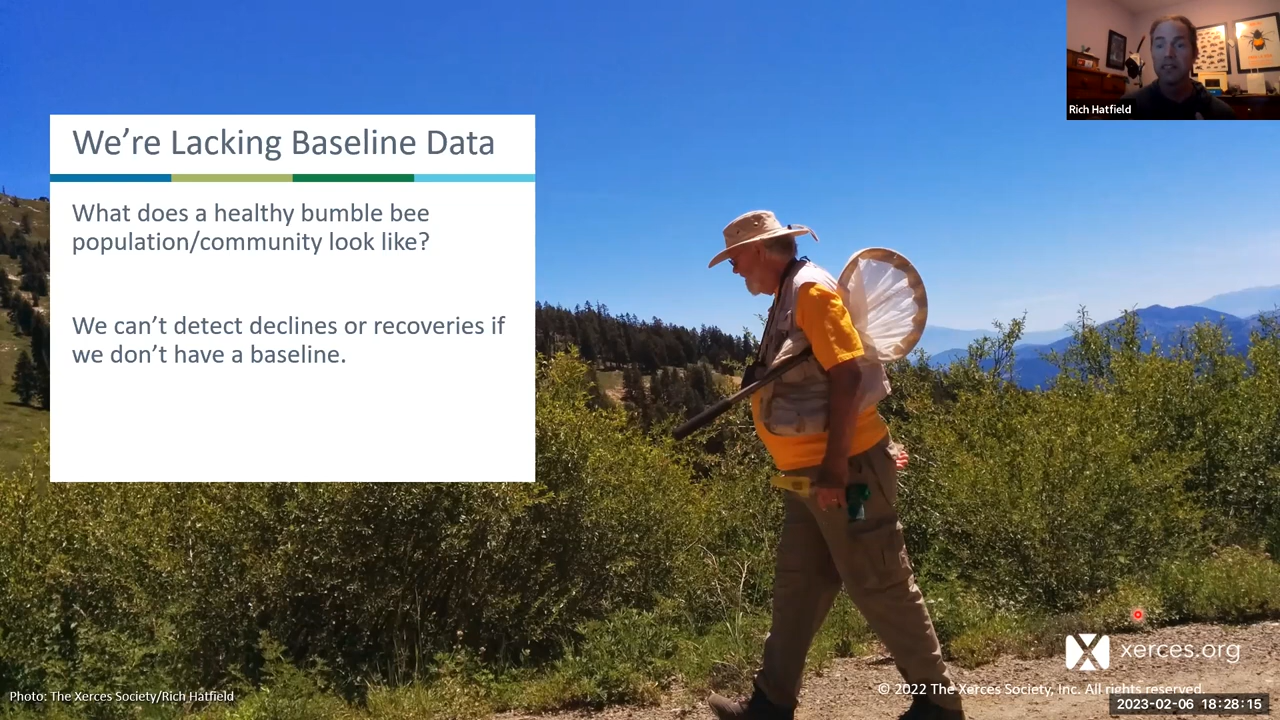 We're Lacking Baseline Data
What does a healthy bumble bee
population/community look like?
We can't detect declines or recoveries if
we don't have a baseline.
Rich Hatfield
xerces.org
Photo: The Xerces Society/Rich Hatfield
© 2022 The Xerces Society, Inc. All rights reserved.
2023-02-06 18:28:15